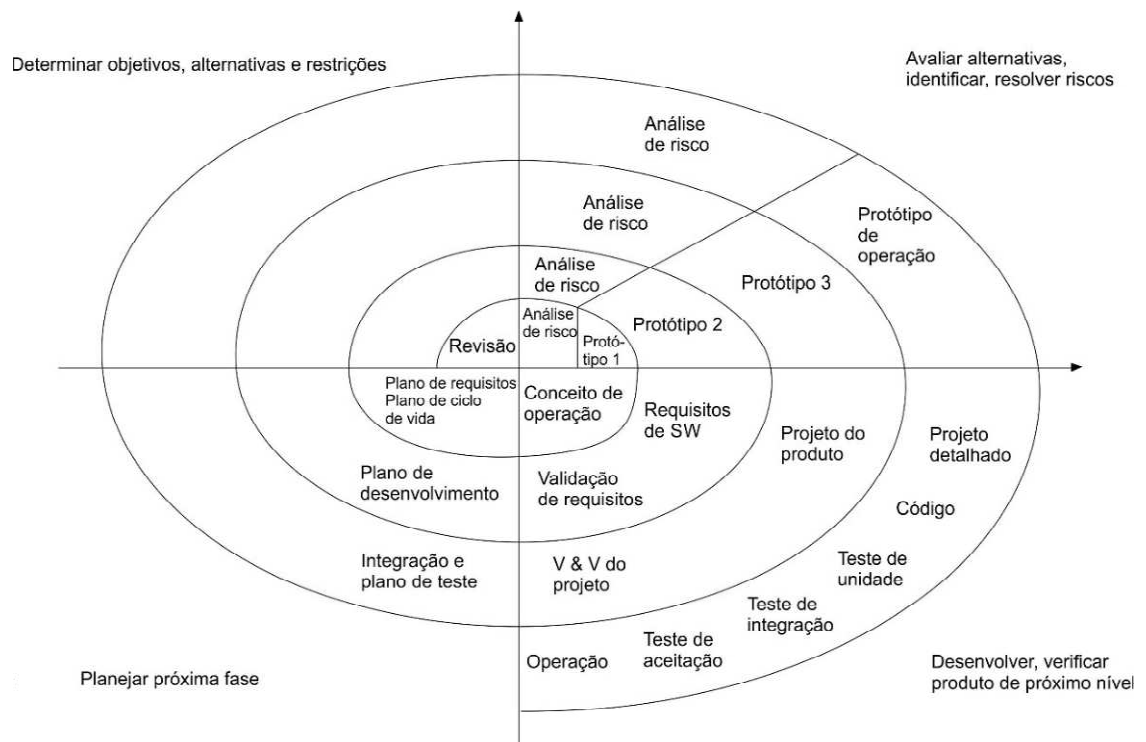 Determinar objetivos, alternativas e restrições
Avaliar alternativas,
identificar, resolver riscos
Análise
de risco
Análise
de risco
Protótipo
de
operação
Análise
de risco
Protótipo 3
Análise
de risco
Protótipo 2
Revisão
Protó-
tipo 1
Plano de requisitos
Plano de ciclo
de vida
Conceito de
operação
Requisitos
de SW
Projeto do
produto
Projeto
detalhado
Plano de
desenvolvimento
Validação
de requisitos
Código
Integração e
plano de teste
V & V do
projeto
Teste de
unidade
Teste de
integração
Teste de
aceitação
Operação
Planejar próxima fase
Desenvolver, verificar
produto de próximo nível